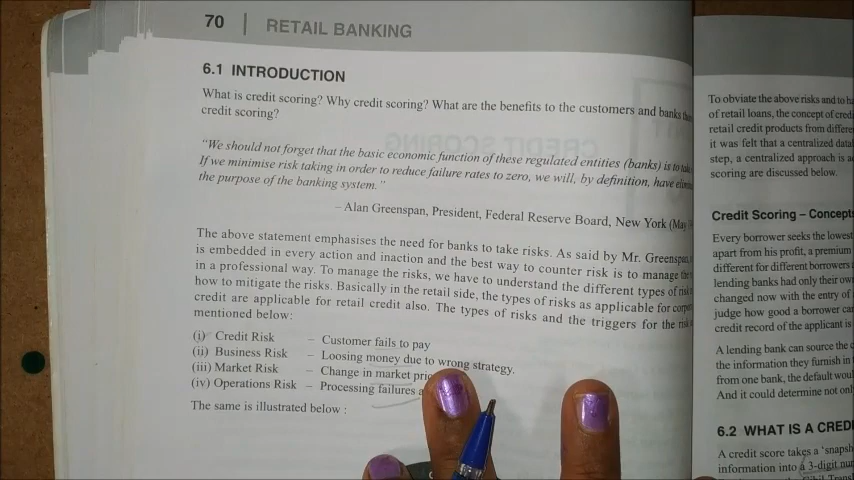 70 | RETAIL BANKING
6.1 INTRODUCTION
What is credit scoring? Why credit scoring? What are the benefits to the customers and banks
credit scoring?
"We should not forget that the basic economic function of these regulated entities (banks) is to
If we minimise risk taking in order to reduce failure rates to zero, we will, by definition, have
the purpose of the banking system."
– Alan Greenspan, President, Federal Reserve Board, New York (May
The above statement emphasises the need for banks to take risks. As said by Mr. Greenspan,
is embedded in every action and inaction and the best way to counter risk is to manage
in a professional way. To manage the risks, we have to understand the different types of
how to mitigate the risks. Basically in the retail side, the types of risks as applicable for
credit are applicable for retail credit also. The types of risks and the triggers for the
mentioned below:
(i) Credit Risk – Customer fails to pay
(ii) Business Risk – Loosing money due to wrong strategy.
(iii) Market Risk – Change in market
(iv) Operations Risk – Processing failures
The same is illustrated below :
To obviate the above risks and to
of retail loans, the concept of
retail credit products from
it was felt that a centralized
step, a centralized approach is
scoring are discussed below.
Credit Scoring – Concepts
Every borrower seeks the lowest
apart from his profit, a premium
different for different borrowers
lending banks had only their
changed now with the entry of
judge how good a borrower
credit record of the applicant is
A lending bank can source the
the information they furnish in
from one bank, the default
And it could determine not
6.2 WHAT IS A
A credit score takes a 'snapsh
information into a 3-digit